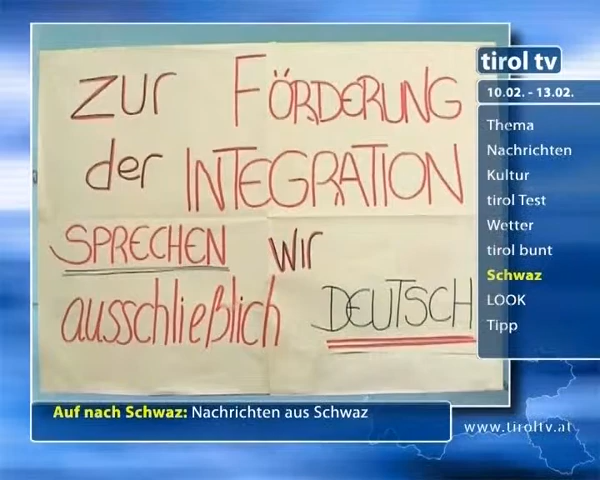 zur FÖRDERUNG
der INTEGRATION
SPRECHEN wir
ausschließlich DEUTSCH
tirol tv
10.02. - 13.02.
Thema
Nachrichten
Kultur
tirol Test
Wetter
tirol bunt
Schwaz
LOOK
Tipp
Auf nach Schwaz: Nachrichten aus Schwaz
www.tiroltv.at